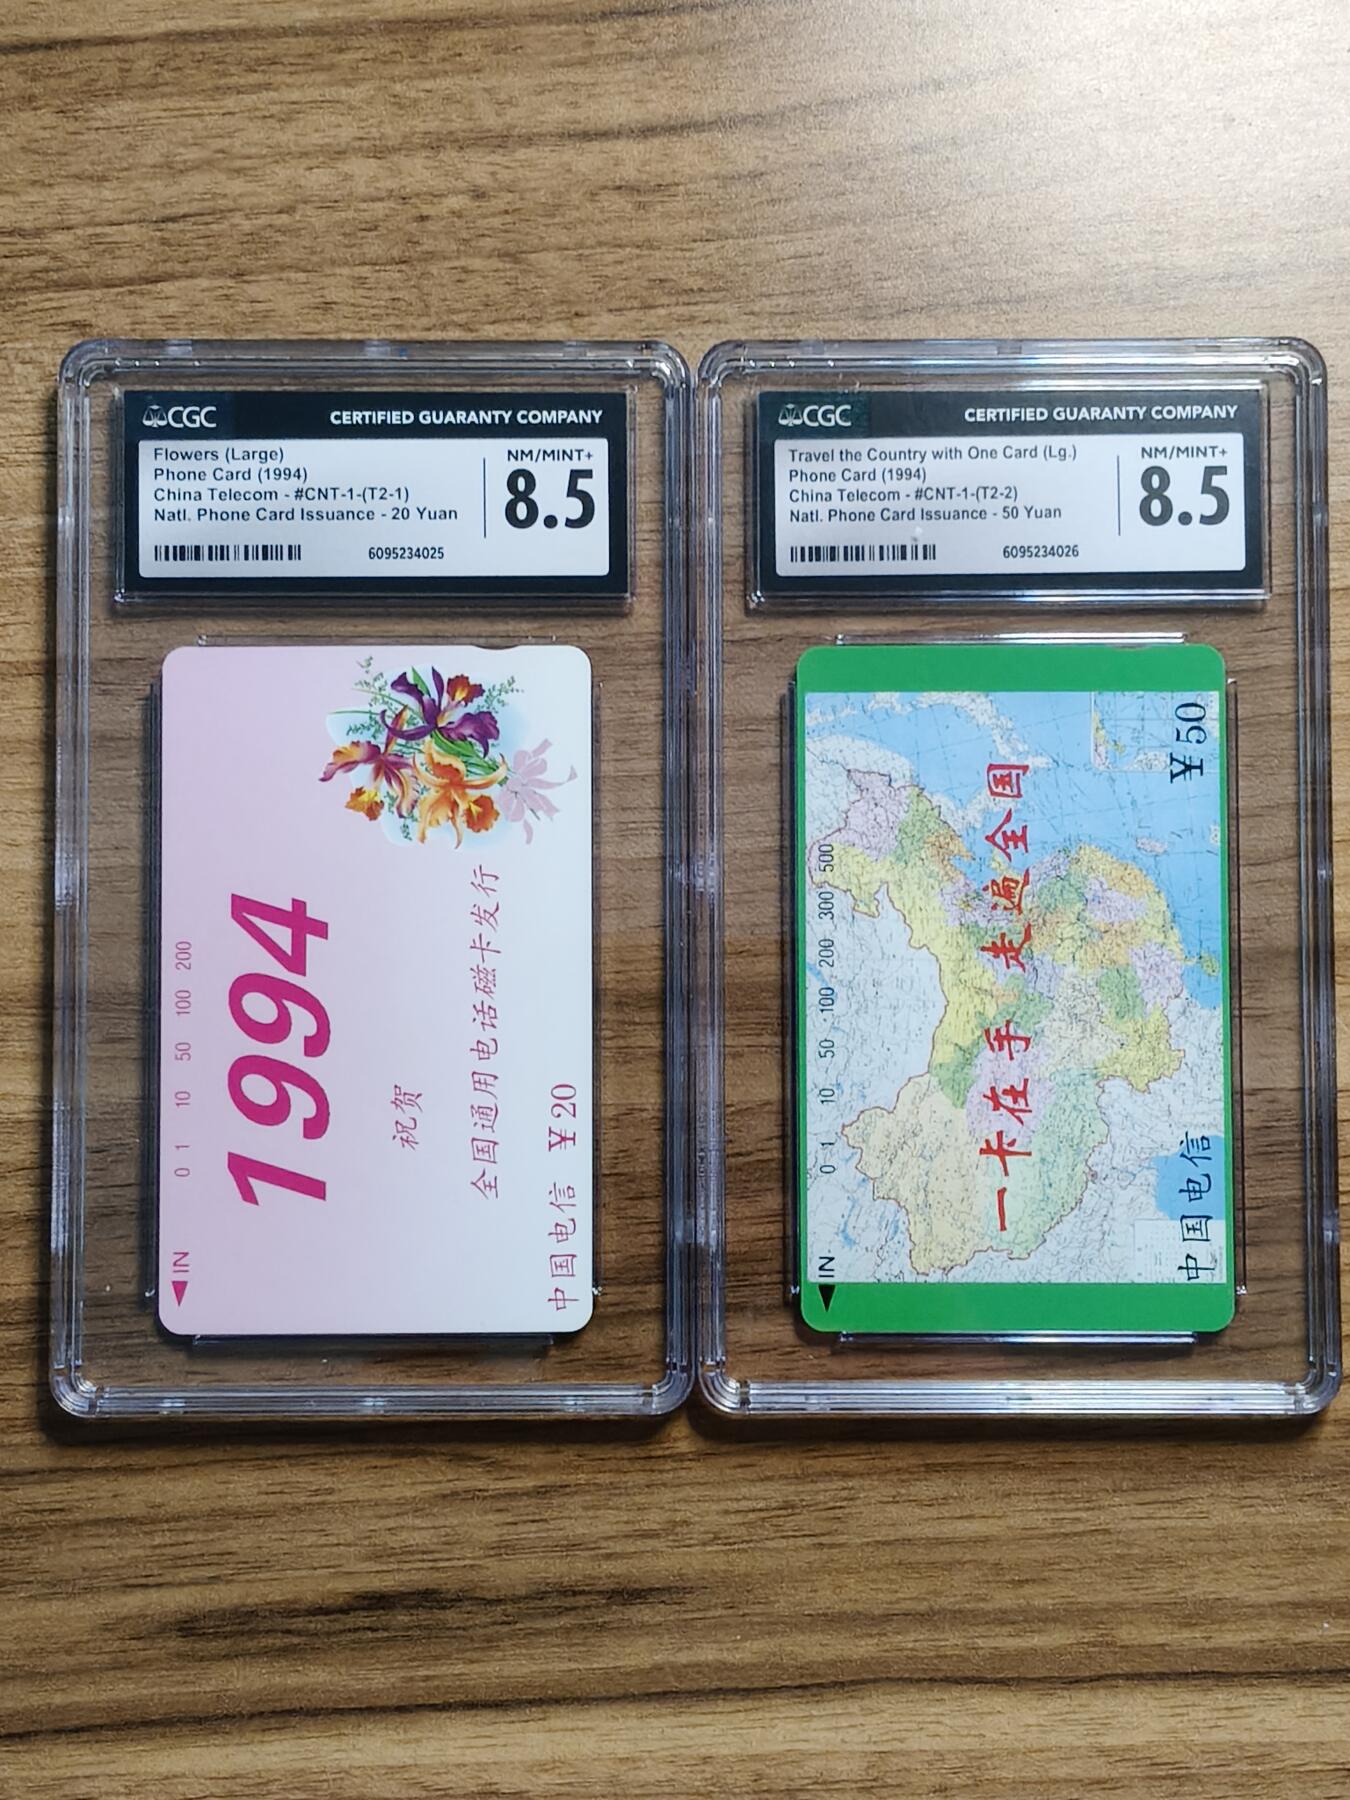 CGC CERTIFIED GUARANTY COMPANY
Flowers (Large)
Phone Card (1994)
China Telecom - #CNT-1-(T2-1)
Natl. Phone Card Issuance - 20 Yuan
NM/MINT+
8.5
6095234025
◀IN 0 1 10 50 100 200
1994
祝贺
全国通用电话磁卡发行
中国电信 ¥20
CGC CERTIFIED GUARANTY COMPANY
Travel the Country with One Card (Lg.)
Phone Card (1994)
China Telecom - #CNT-1-(T2-2)
Natl. Phone Card Issuance - 50 Yuan
NM/MINT+
8.5
6095234026
◀IN 0 1 10 50 100 200 300 500
一卡在手 走遍全国
中国电信 ¥50